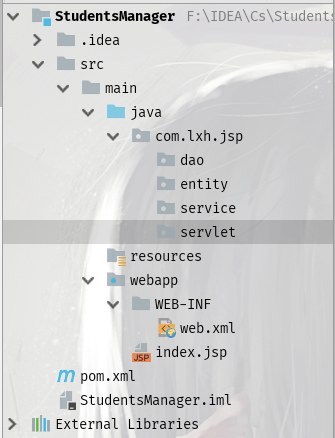 StudentsManager F:\IDEA\Cs\Students
.idea
src
main
java
com.lxh.jsp
dao
entity
service
servlet
resources
webapp
WEB-INF
web.xml
JSP index.jsp
m pom.xml
StudentsManager.iml
External Libraries